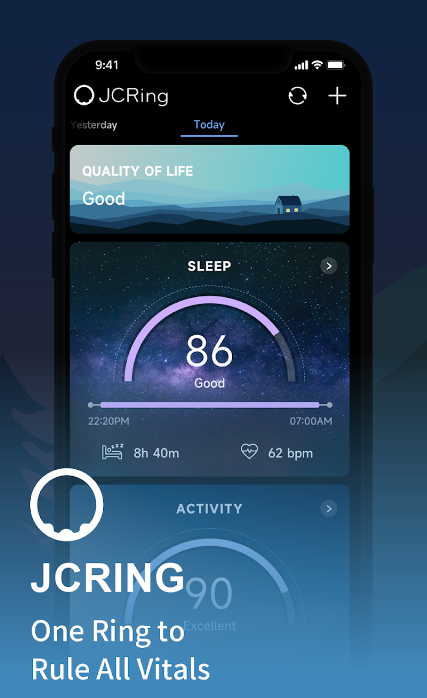 9:41
JCRing
Yesterday Today
QUALITY OF LIFE
Good
SLEEP
86
Good
22:20PM 07:00AM
8h 40m 62 bpm
ACTIVITY
90
Excellent
JCRING
One Ring to
Rule All Vitals